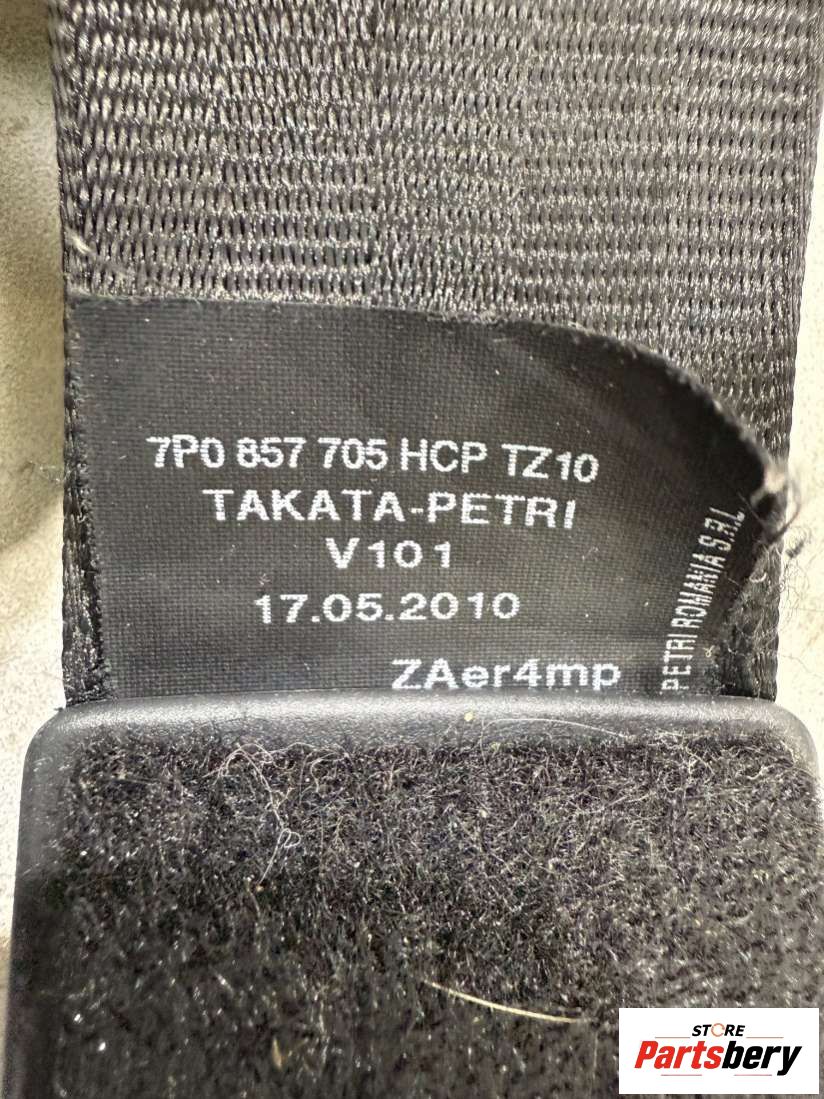 7P0 857 705 HCP TZ10
TAKATA-PETRI
V101
17.05.2010
ZAer4mp
PETRI ROMANIA S.R.L
STORE
Partsbery